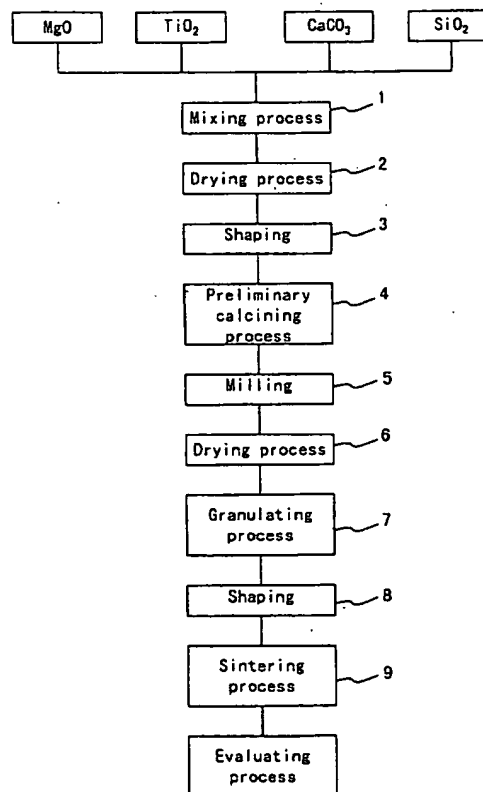 MgO TiO₂ CaCO₃ SiO₂
1
Mixing process
2
Drying process
3
Shaping
4
Preliminary
calcining
process
5
Milling
6
Drying process
7
Granulating
process
8
Shaping
9
Sintering
process
Evaluating
process